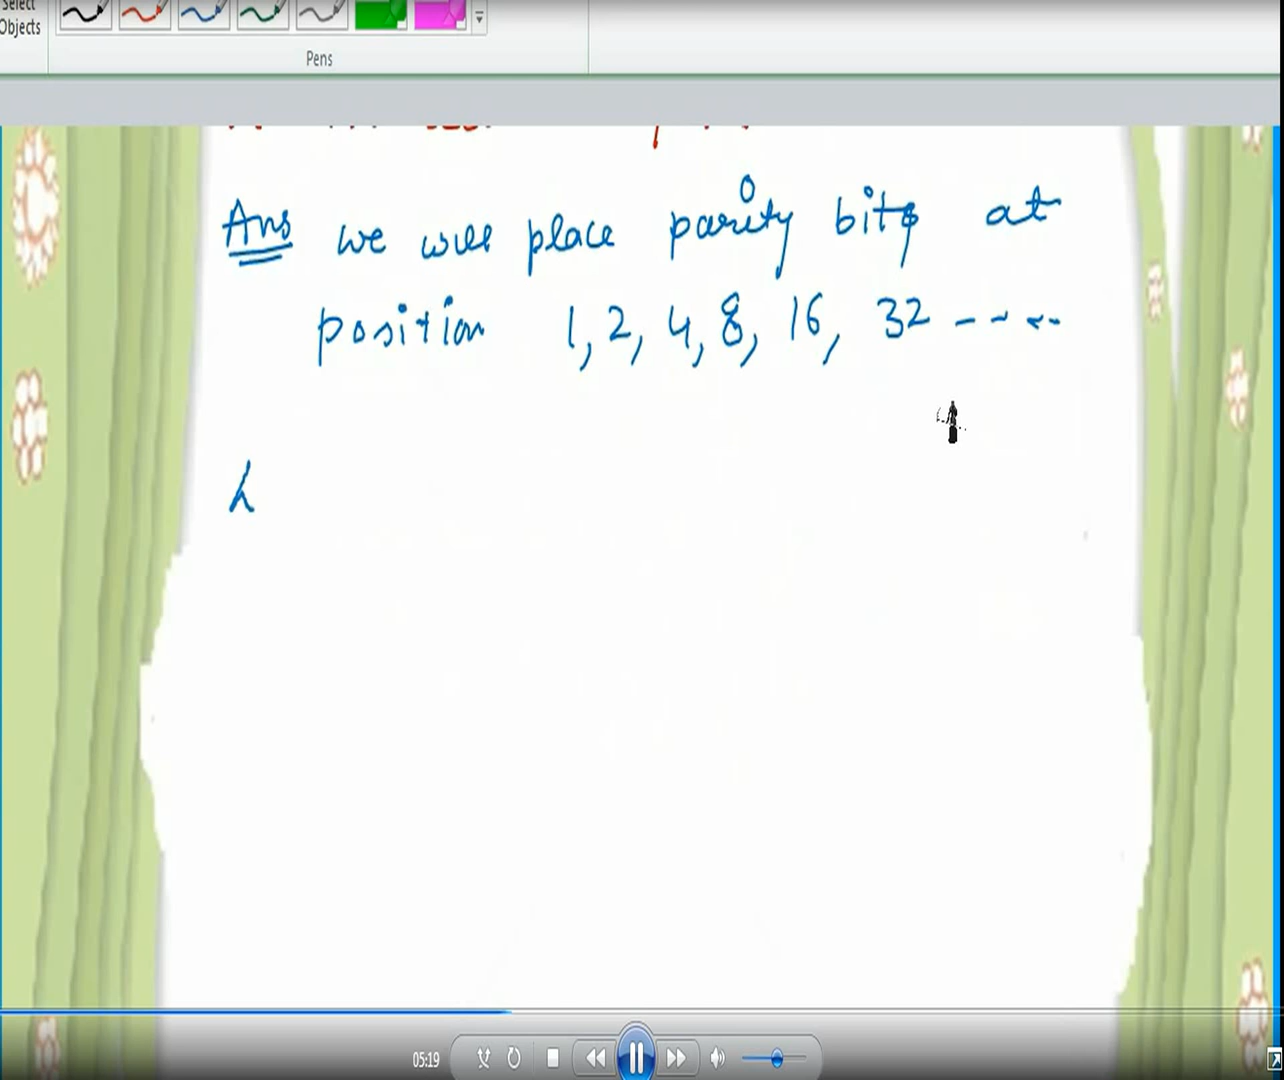 Select
Objects
Pens
Ans we will place parity bits at
position 1, 2, 4, 8, 16, 32 -----
05:19